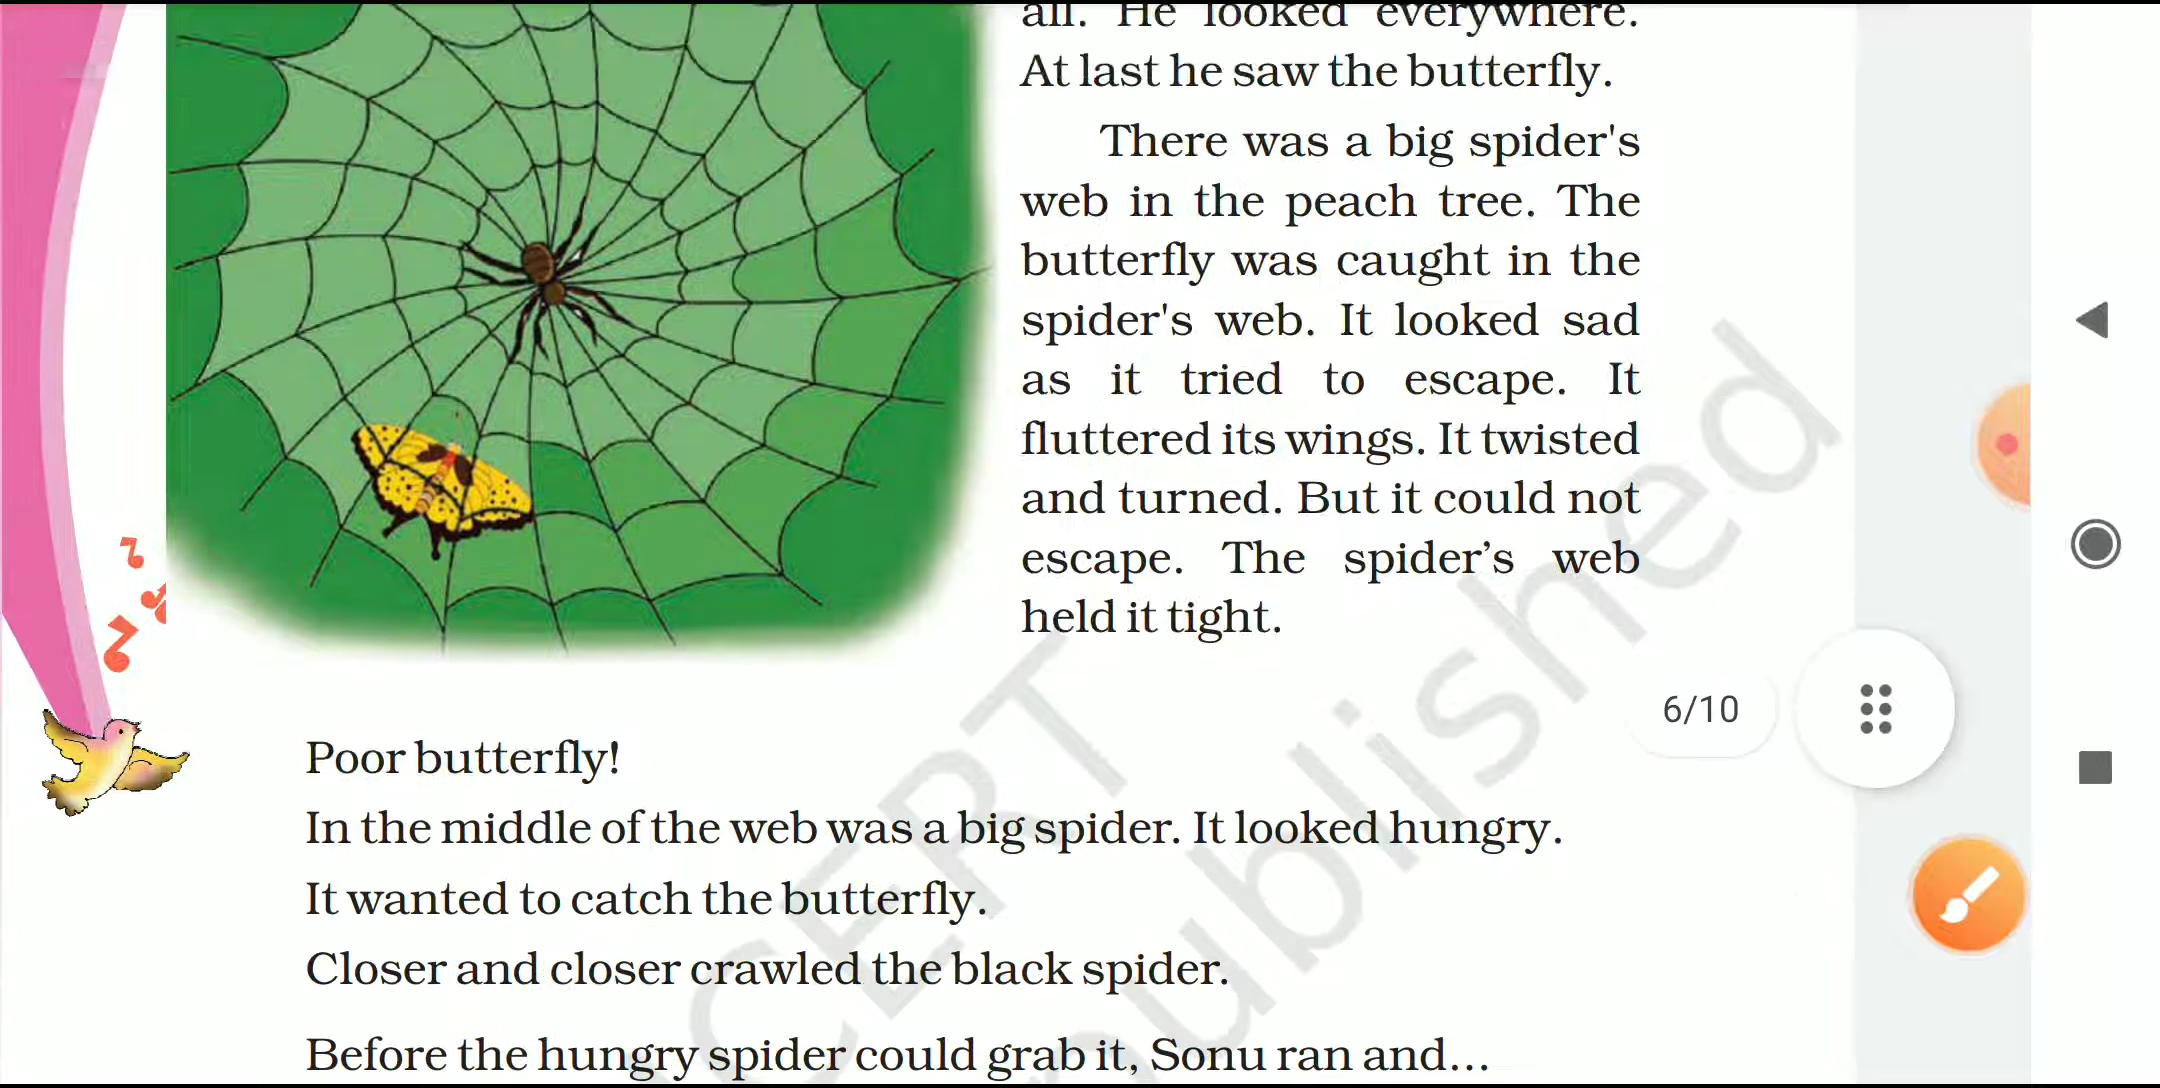 all. He looked everywhere.
At last he saw the butterfly.
There was a big spider's
web in the peach tree. The
butterfly was caught in the
spider's web. It looked sad
as it tried to escape. It
fluttered its wings. It twisted
and turned. But it could not
escape. The spider’s web
held it tight.
6/10
Poor butterfly!
In the middle of the web was a big spider. It looked hungry.
It wanted to catch the butterfly.
Closer and closer crawled the black spider.
Before the hungry spider could grab it, Sonu ran and...